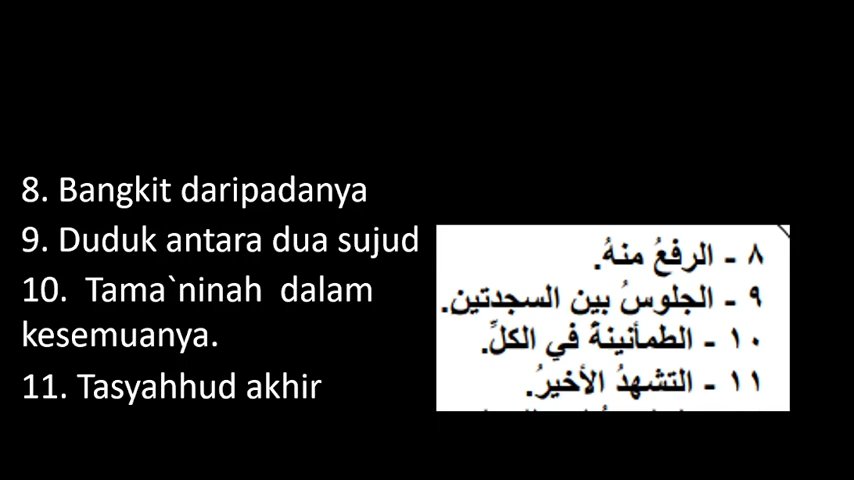 8. Bangkit daripadanya
9. Duduk antara dua sujud
10. Tama`ninah dalam
kesemuanya.
11. Tasyahhud akhir
٨ - الرفعُ منهُ.
٩ - الجلوسُ بين السجدتين.
١٠ - الطمأنينةُ في الكلِّ.
١١ - التشهدُ الأخيرُ.